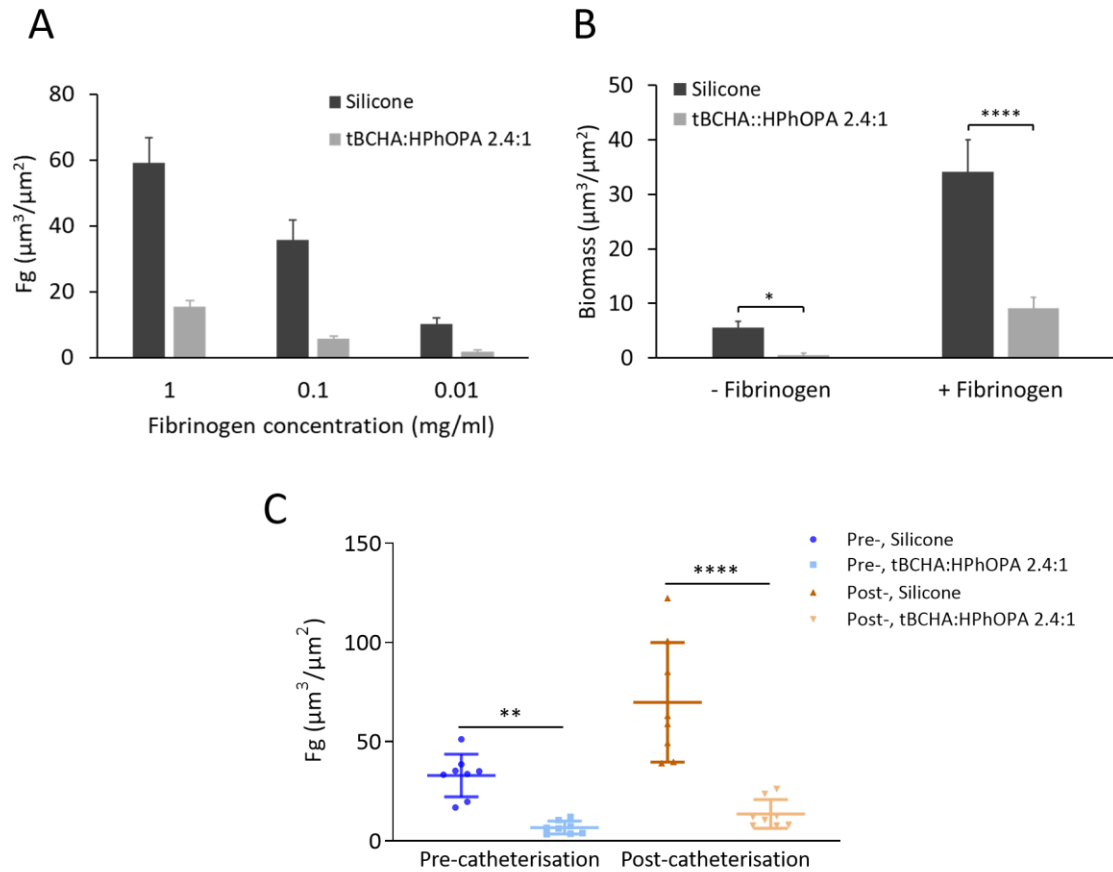 A
80
60
40
20
0
Fg (µm³/µm²)
Silicone
tBCHA:HPhOPA 2.4:1
1 0.1 0.01
Fibrinogen concentration (mg/ml)
B
50
40
30
20
10
0
Biomass (µm³/µm²)
Silicone
tBCHA::HPhOPA 2.4:1
*
****
- Fibrinogen + Fibrinogen
C
150
100
50
0
Fg (µm³/µm²)
**
****
Pre-, Silicone
Pre-, tBCHA:HPhOPA 2.4:1
Post-, Silicone
Post-, tBCHA:HPhOPA 2.4:1
Pre-catheterisation Post-catheterisation